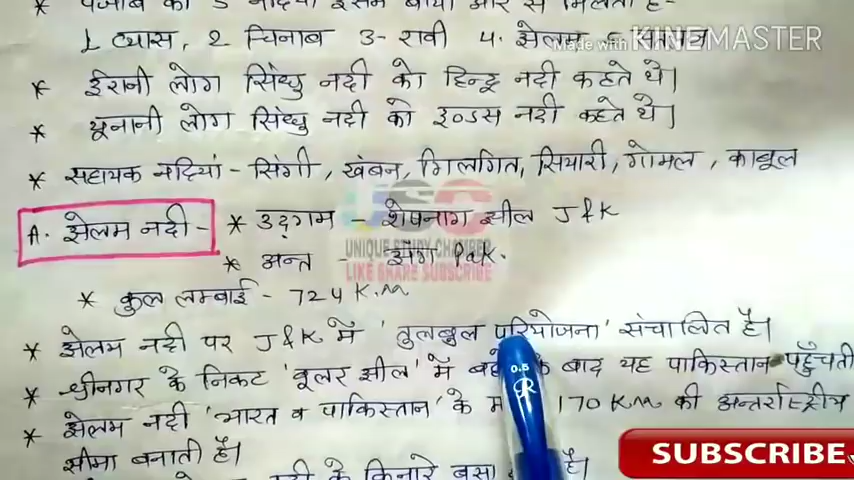 * पंजाब की 5 नदियां इसमें बायीं ओर से मिलती है-
1 व्यास, 2 चिनाब 3- रावी 4. झेलम
Made with KINEMASTER
* ईरानी लोग सिंधु नदी को हिन्दू नदी कहते थे।
* यूनानी लोग सिंधु नदी को इण्डस नदी कहते थे।
* सहायक नदियां - सिंगी, खंबन, गिलगित, सियारी, गोमल, काबूल
A. झेलम नदी - * उद्गम - शेषनाग झील J&K
* अन्त - झंग Pak.
UNIQUE STUDY CHANNEL
LIKE SHARE SUBSCRIBE
* कुल लम्बाई - 724 K.m
* झेलम नदी पर J&K में 'तुलबुल परियोजना' संचालित है।
* श्रीनगर के निकट 'वूलर झील' में के बाद यह पाकिस्तान पहुँचती
* झेलम नदी 'भारत व पाकिस्तान' के 170 KM की अन्तर्राष्ट्रीय
सीमा बनाती है।
SUBSCRIBE
नदी के किनारे बसा है।